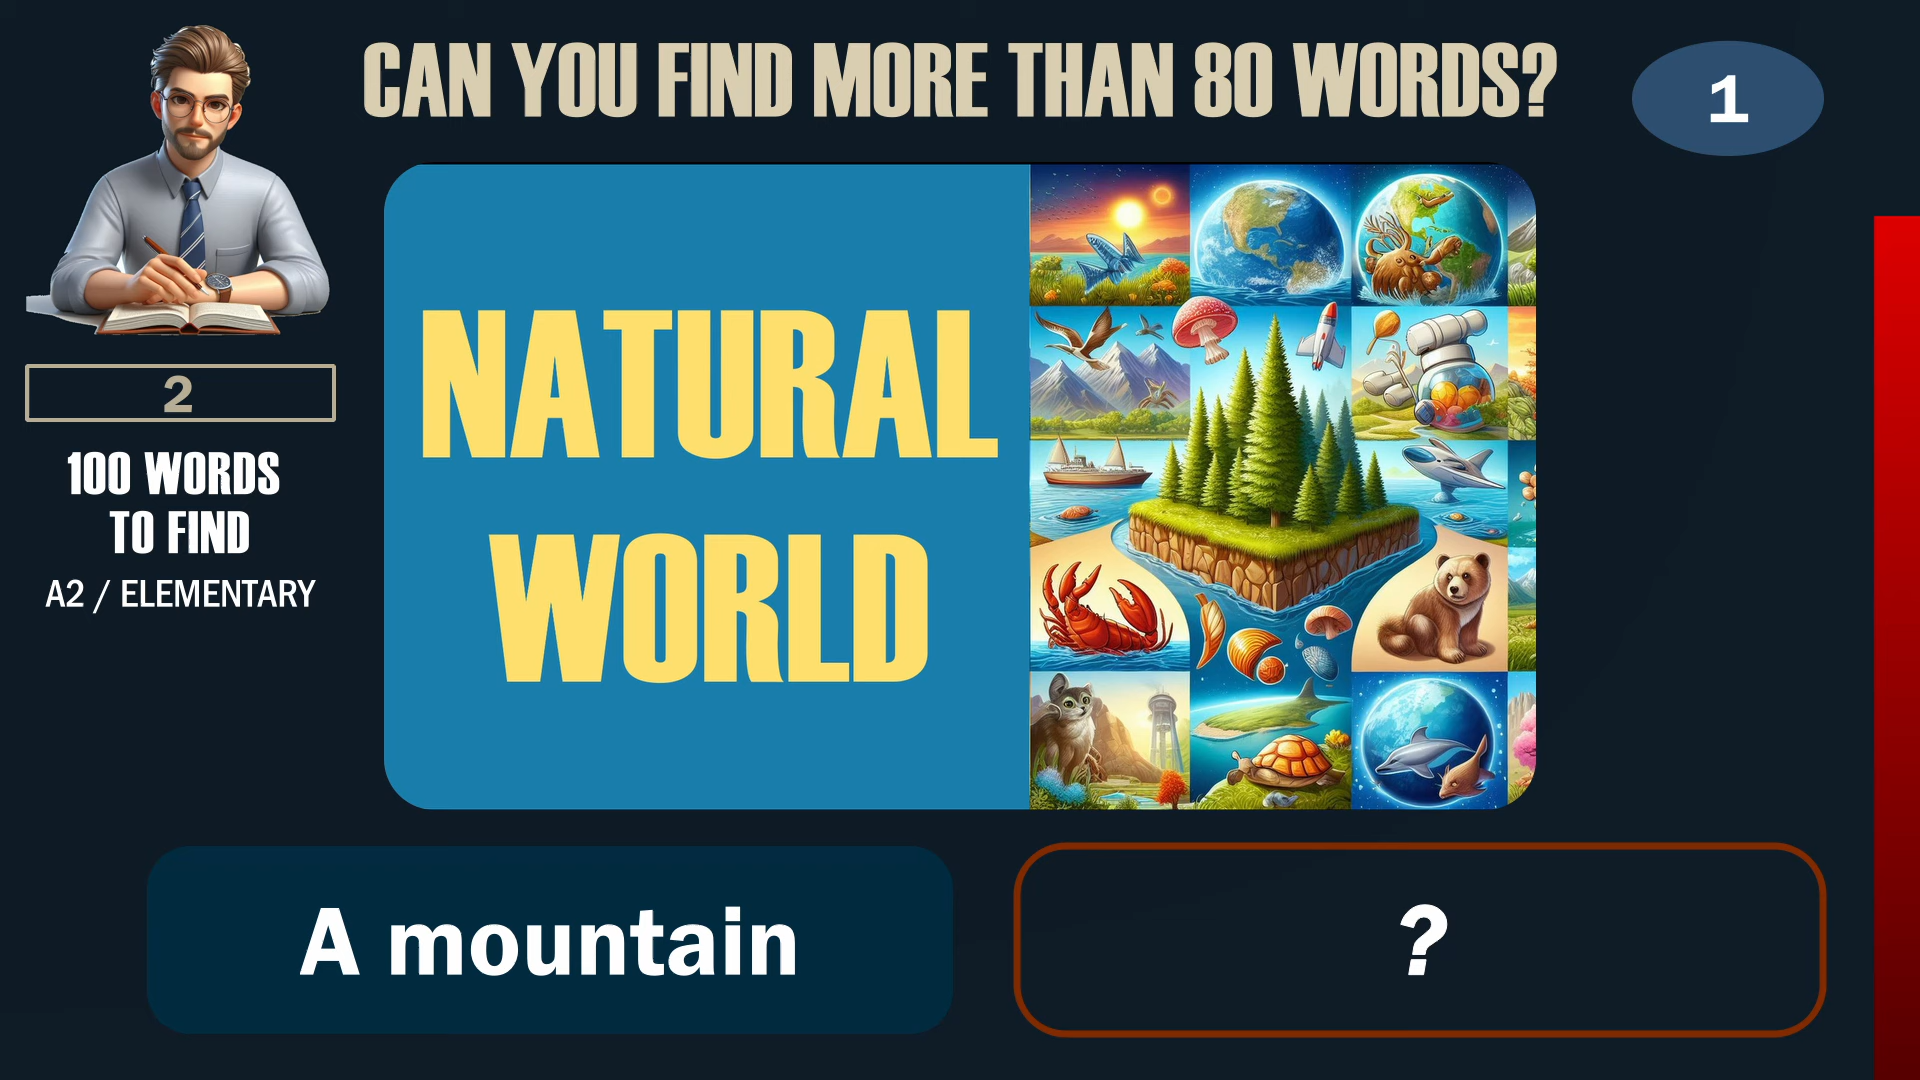 CAN YOU FIND MORE THAN 80 WORDS?
1
NATURAL
WORLD
2
100 WORDS
TO FIND
A2 / ELEMENTARY
A mountain
?